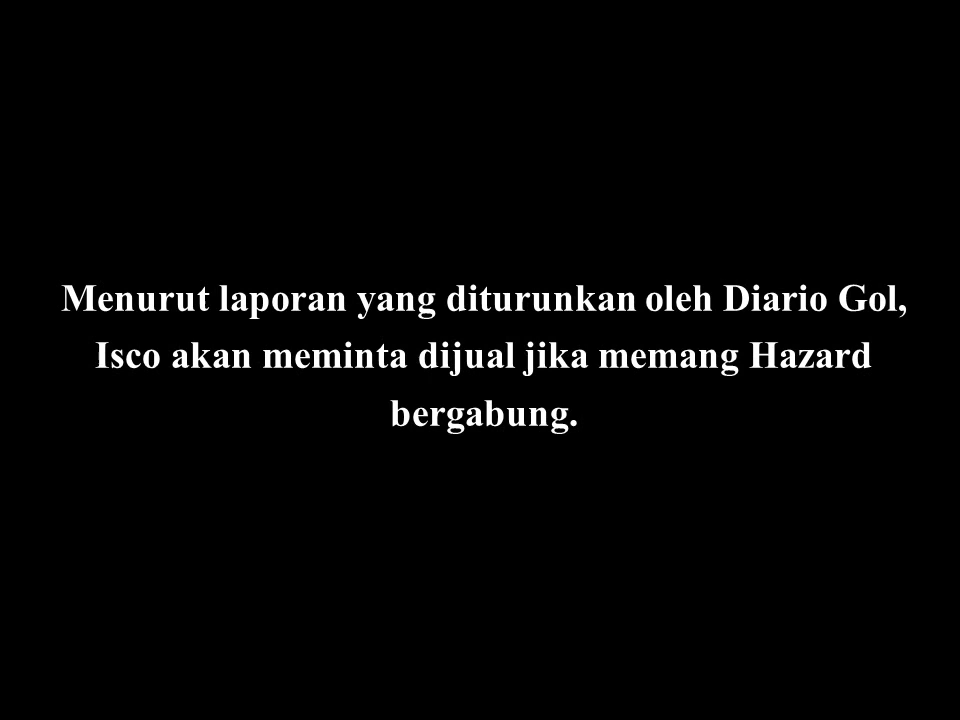 Menurut laporan yang diturunkan oleh Diario Gol,
Isco akan meminta dijual jika memang Hazard
bergabung.